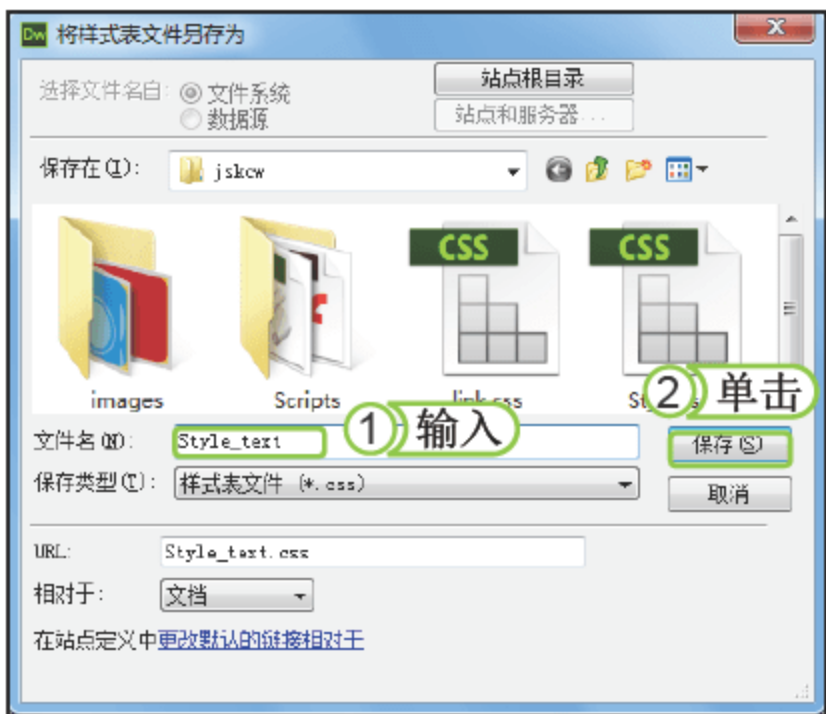 Dw 将样式表文件另存为
选择文件名自: 文件系统 站点根目录
数据源 站点和服务器...
保存在(I): jskcw
CSS CSS
images Scripts link.css
② 单击
文件名(N): Style_text ① 输入 保存(S)
保存类型(T): 样式表文件 (*.css) 取消
URL: Style_text.css
相对于: 文档
在站点定义中更改默认的链接相对于